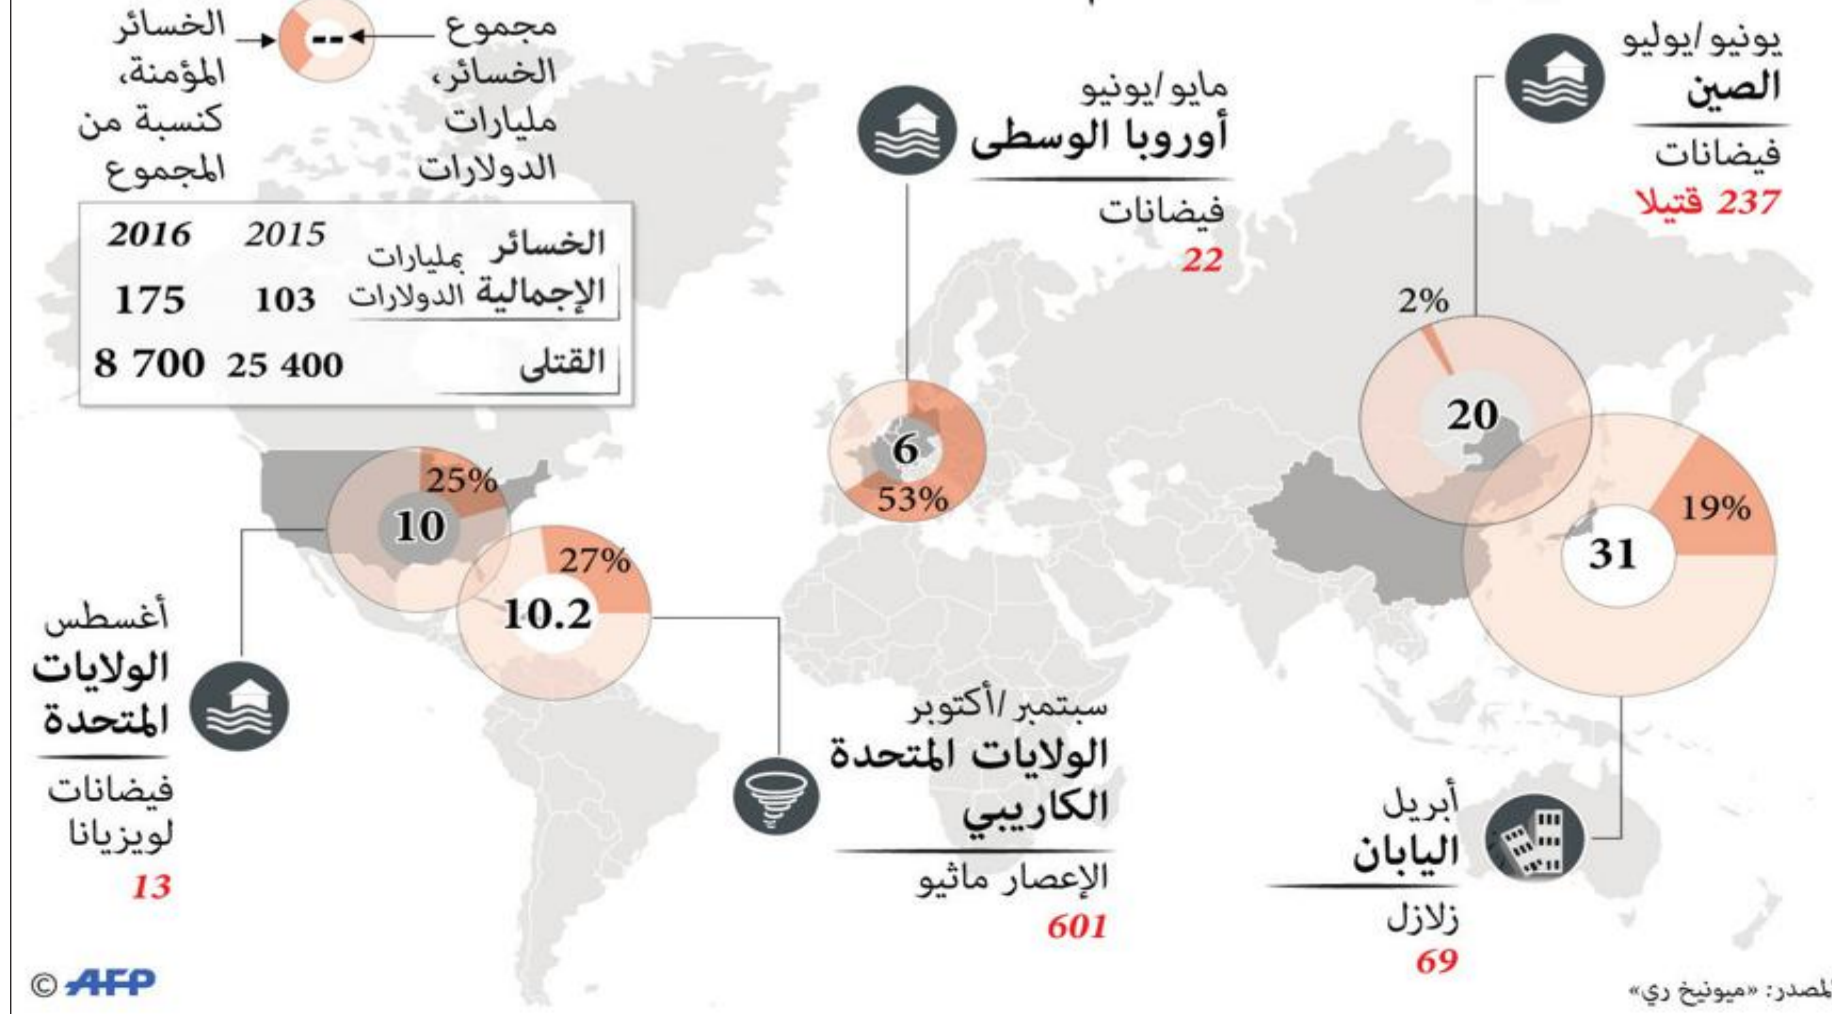 مجموع
الخسائر،
مليارات
الدولارات
--
الخسائر
المؤمنة،
كنسبة من
المجموع
2015 2016
الخسائر
الإجمالية
بمليارات
الدولارات
103 175
القتلى 25 400 8 700
يونيو/يوليو
الصين
فيضانات
237 قتيلا
2%
20
مايو/يونيو
أوروبا الوسطى
فيضانات
22
6
53%
19%
31
أبريل
اليابان
زلازل
69
25%
10
أغسطس
الولايات
المتحدة
فيضانات
لويزيانا
13
27%
10.2
سبتمبر/أكتوبر
الولايات المتحدة
الكاريبي
الإعصار ماثيو
601
المصدر: «ميونيخ ري»
© AFP